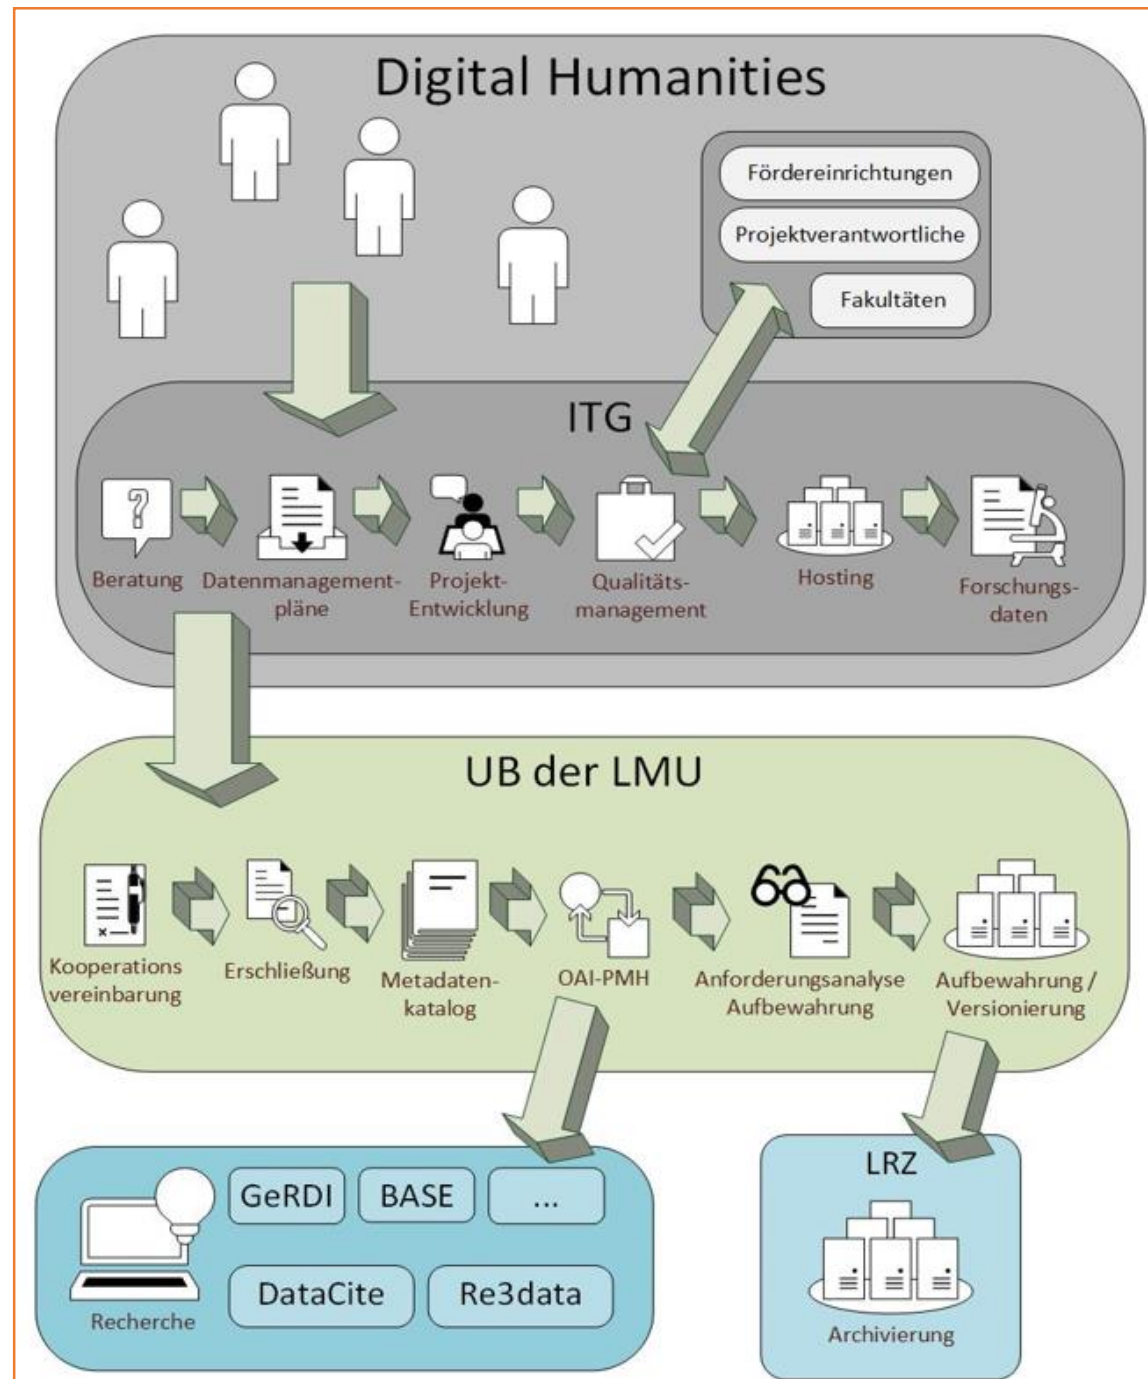 Digital Humanities
Fördereinrichtungen
Projektverantwortliche
Fakultäten
ITG
?
Beratung
Datenmanagement-
pläne
Projekt-
Entwicklung
Qualitäts-
management
Hosting
Forschungs-
daten
UB der LMU
x
Kooperations
vereinbarung
Erschließung
Metadaten-
katalog
OAI-PMH
Anforderungsanalyse
Aufbewahrung
Aufbewahrung /
Versionierung
GeRDI
BASE
...
DataCite
Re3data
Recherche
LRZ
Archivierung